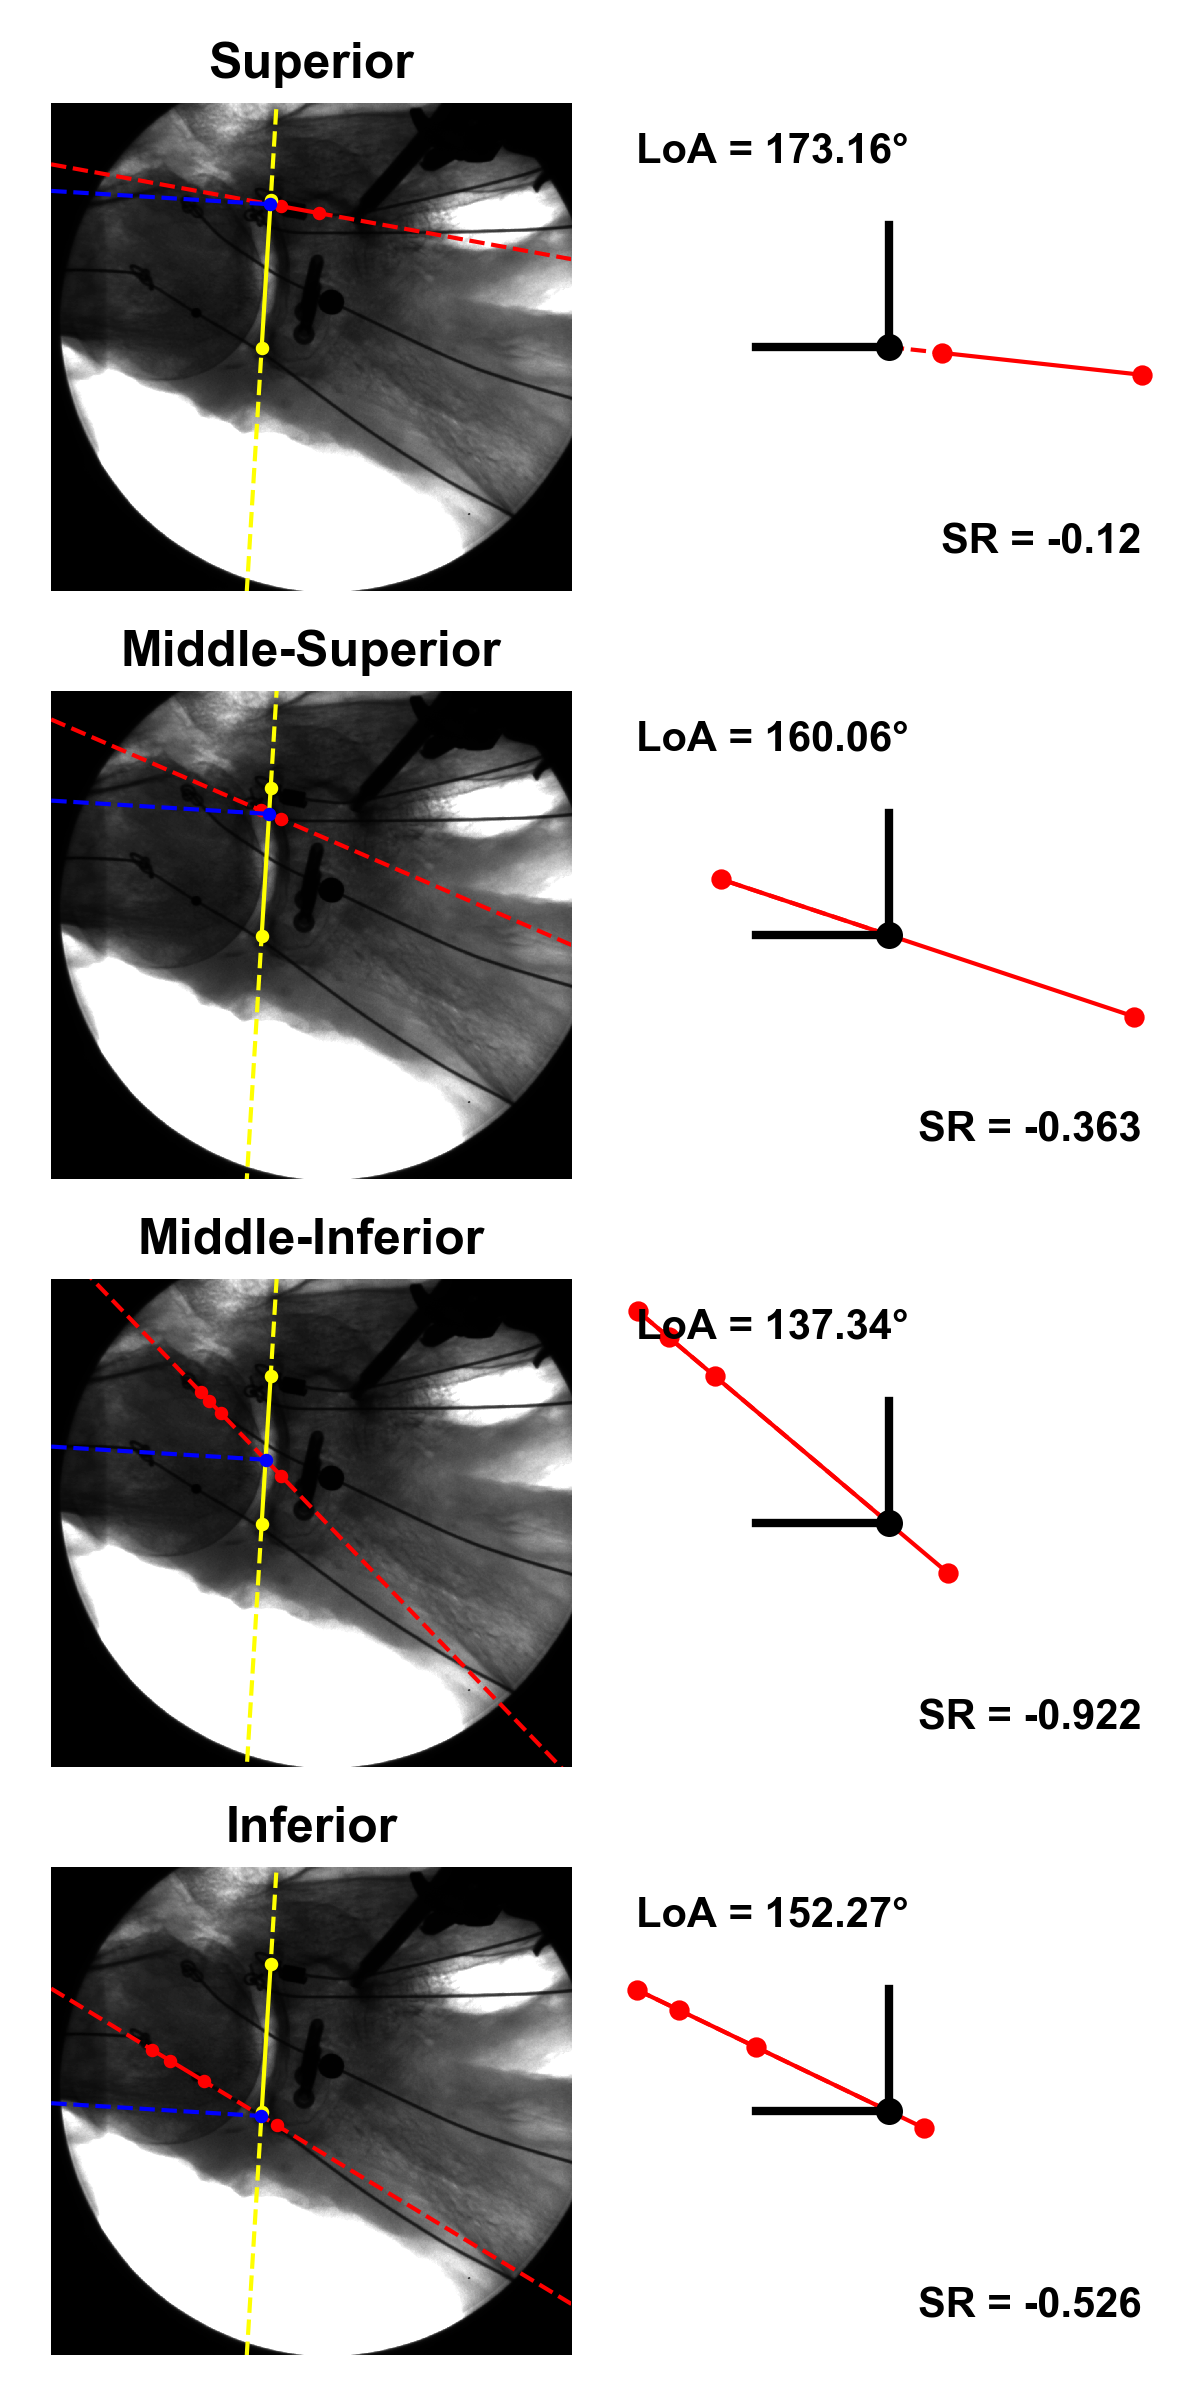 Superior
LoA = 173.16°
SR = -0.12
Middle-Superior
LoA = 160.06°
SR = -0.363
Middle-Inferior
LoA = 137.34°
SR = -0.922
Inferior
LoA = 152.27°
SR = -0.526